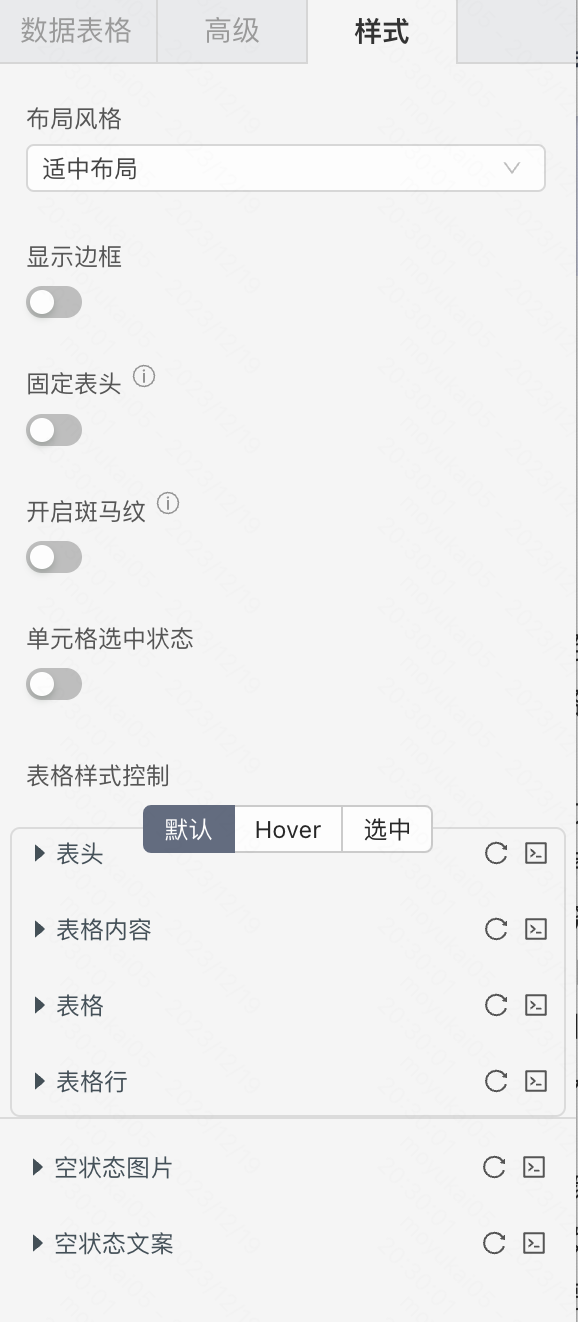 数据表格 高级 样式
布局风格
适中布局
显示边框
固定表头
开启斑马纹
单元格选中状态
表格样式控制
默认 Hover 选中
表头
表格内容
表格
表格行
空状态图片
空状态文案